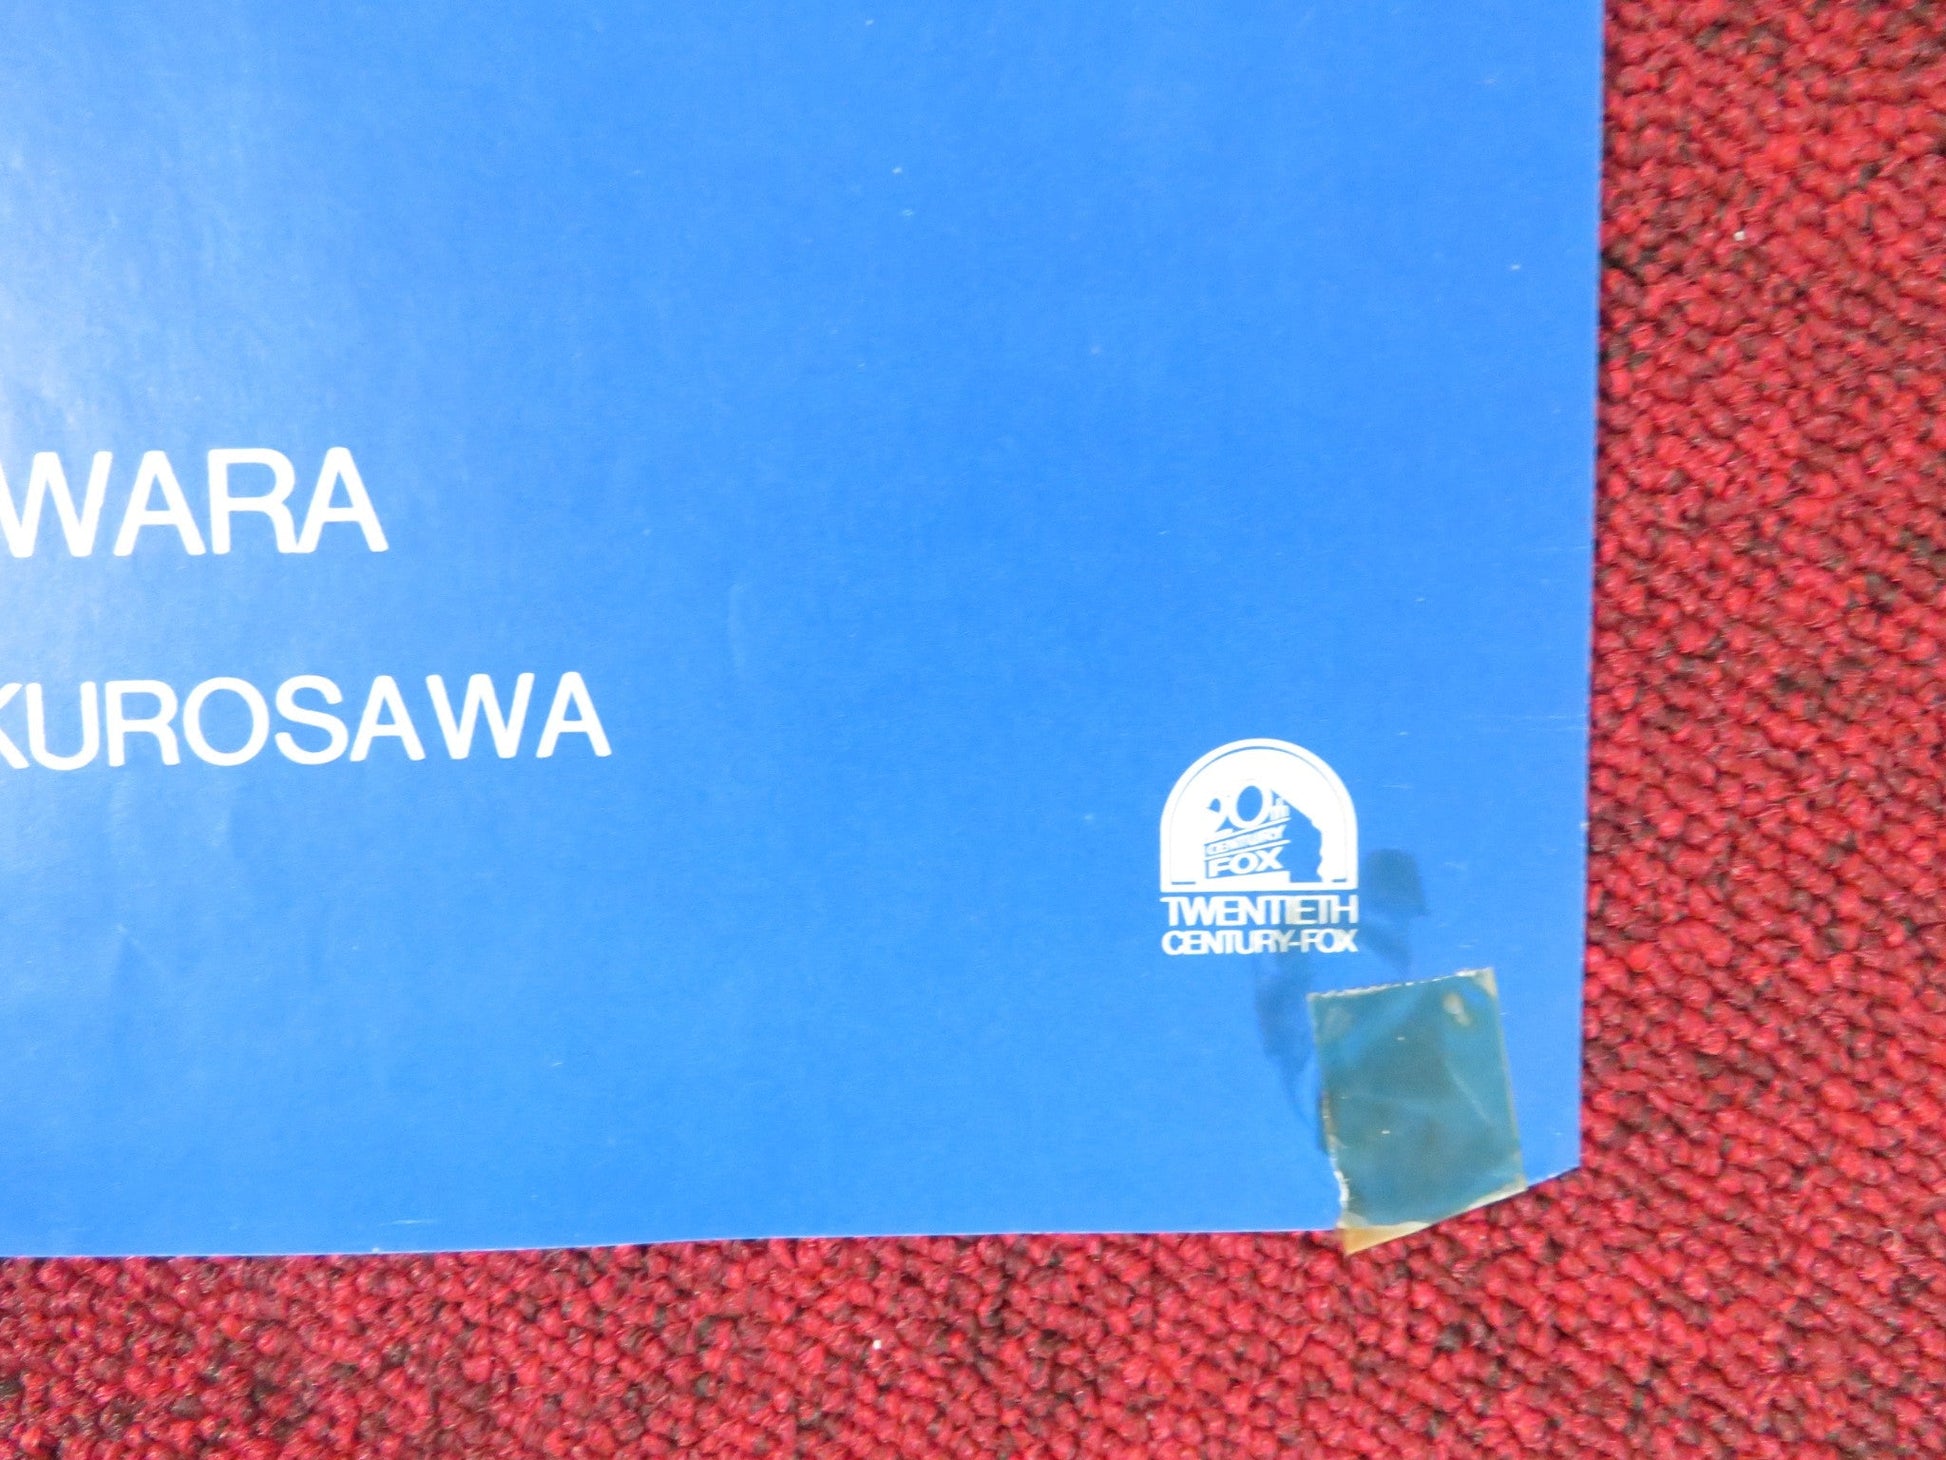 WARA
KUROSAWA
20th
CENTURY
FOX
TWENTIETH
CENTURY-FOX